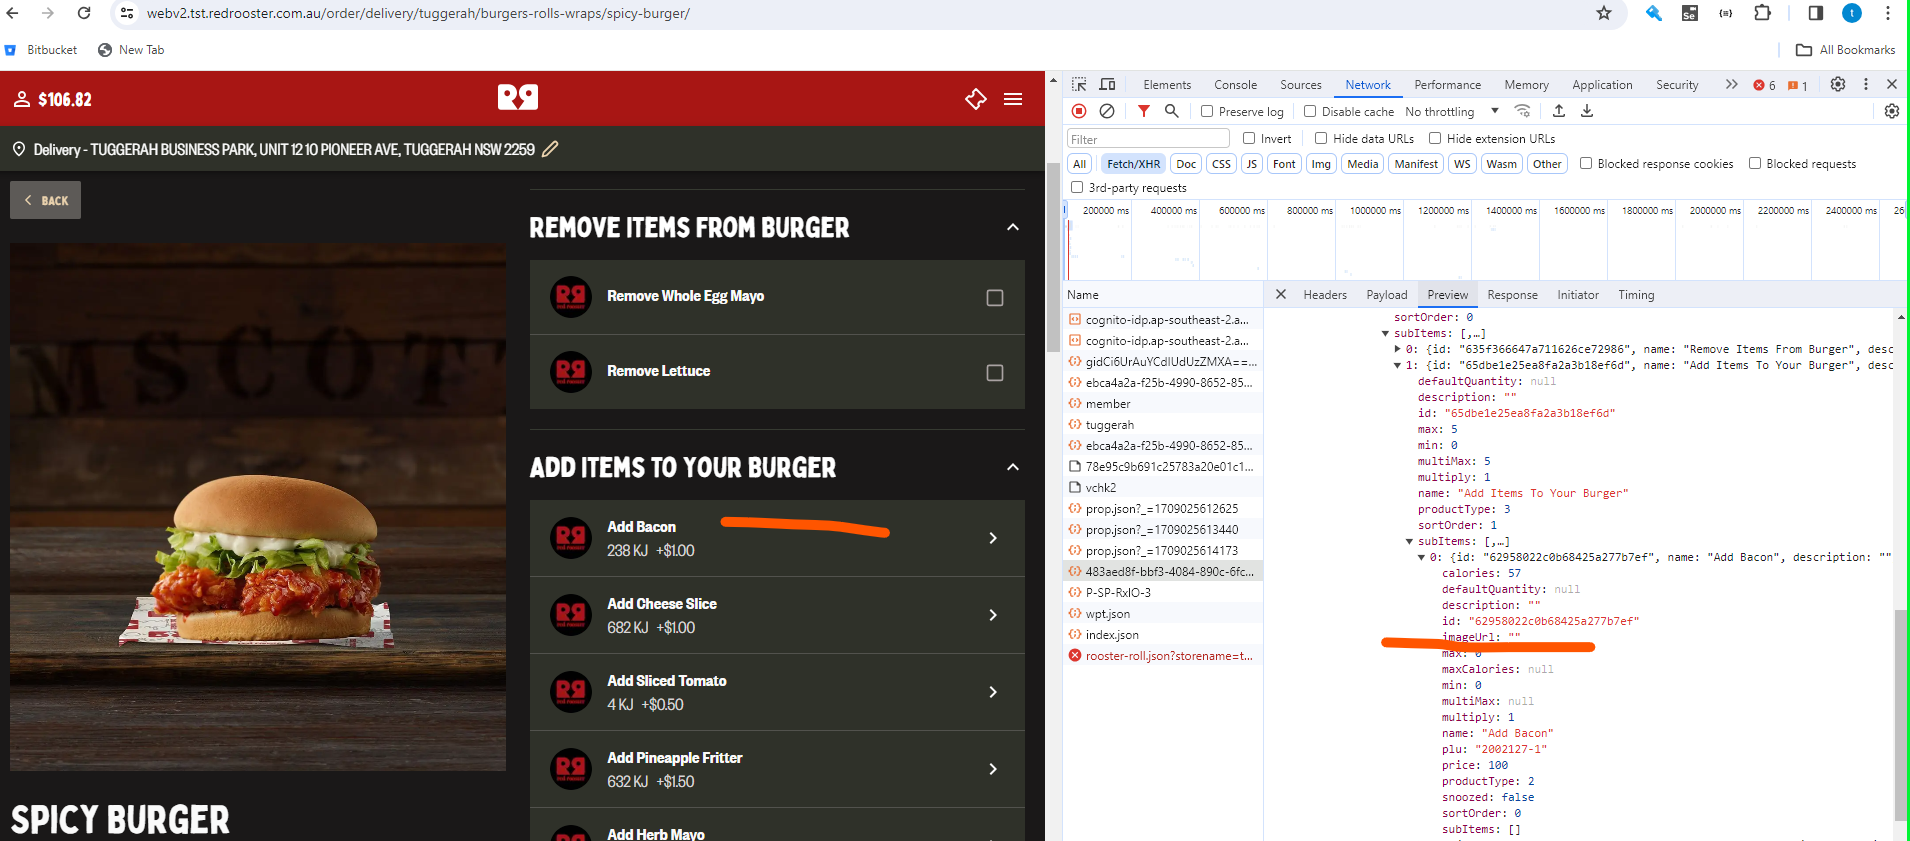 webv2.tst.redrooster.com.au/order/delivery/tuggerah/burgers-rolls-wraps/spicy-burger/
Se
t
Bitbucket
New Tab
All Bookmarks
$106.82
Delivery - TUGGERAH BUSINESS PARK, UNIT 12 10 PIONEER AVE, TUGGERAH NSW 2259
BACK
MSCOT
SPICY BURGER
REMOVE ITEMS FROM BURGER
Remove Whole Egg Mayo
Remove Lettuce
ADD ITEMS TO YOUR BURGER
Add Bacon
238 KJ +$1.00
Add Cheese Slice
682 KJ +$1.00
Add Sliced Tomato
4 KJ +$0.50
Add Pineapple Fritter
632 KJ +$1.50
Add Herb Mayo
Elements Console Sources Network Performance Memory Application Security 6 1
Preserve log Disable cache No throttling
Filter Invert Hide data URLs Hide extension URLs
All Fetch/XHR Doc CSS JS Font Img Media Manifest WS Wasm Other Blocked response cookies Blocked requests
3rd-party requests
200000 ms 400000 ms 600000 ms 800000 ms 1000000 ms 1200000 ms 1400000 ms 1600000 ms 1800000 ms 2000000 ms 2200000 ms 2400000 ms 26
Name
cognito-idp.ap-southeast-2.a...
cognito-idp.ap-southeast-2.a...
gidCi6UrAuYCdIUdUzZMXA==...
ebca4a2a-f25b-4990-8652-85...
member
tuggerah
ebca4a2a-f25b-4990-8652-85...
78e95c9b691c25783a20e01c1...
vchk2
prop.json?_=1709025612625
prop.json?_=1709025613440
prop.json?_=1709025614173
483aed8f-bbf3-4084-890c-6fc...
P-SP-RxIO-3
wpt.json
index.json
rooster-roll.json?storename=t...
Headers Payload Preview Response Initiator Timing
sortOrder: 0
subItems: [,…]
0: {id: "635f366647a711626ce72986", name: "Remove Items From Burger", desc
1: {id: "65dbe1e25ea8fa2a3b18ef6d", name: "Add Items To Your Burger", desc
defaultQuantity: null
description: ""
id: "65dbe1e25ea8fa2a3b18ef6d"
max: 5
min: 0
multiMax: 5
multiply: 1
name: "Add Items To Your Burger"
productType: 3
sortOrder: 1
subItems: [,…]
0: {id: "62958022c0b68425a277b7ef", name: "Add Bacon", description: ""
calories: 57
defaultQuantity: null
description: ""
id: "62958022c0b68425a277b7ef"
imageUrl: ""
max: 0
maxCalories: null
min: 0
multiMax: null
multiply: 1
name: "Add Bacon"
plu: "2002127-1"
price: 100
productType: 2
snoozed: false
sortOrder: 0
subItems: []